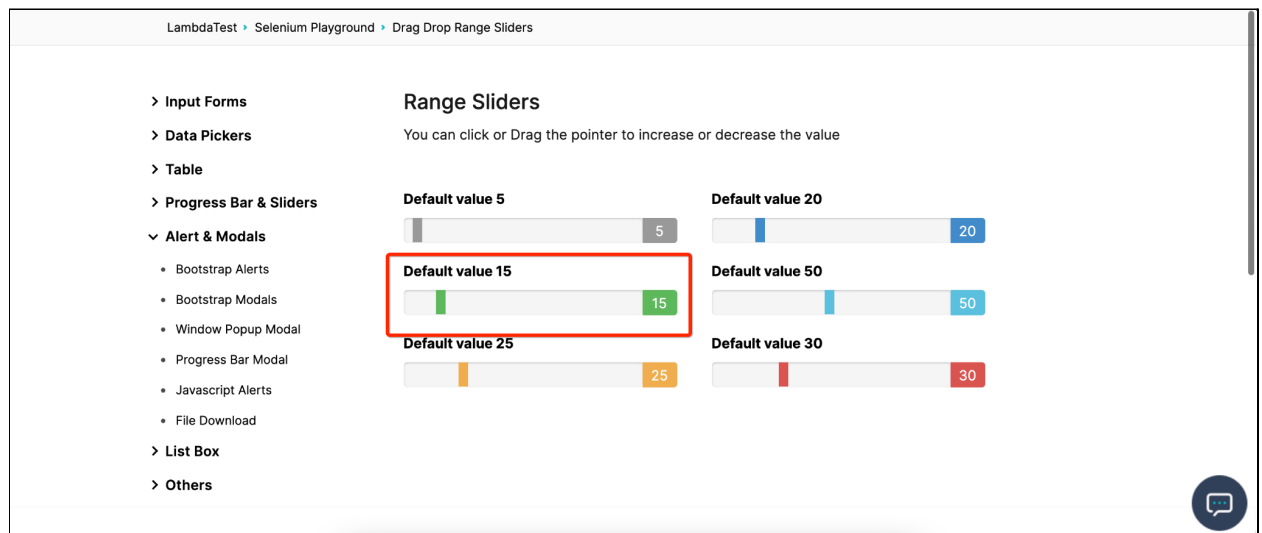 LambdaTest › Selenium Playground › Drag Drop Range Sliders
Input Forms
Data Pickers
Table
Progress Bar & Sliders
Alert & Modals
Bootstrap Alerts
Bootstrap Modals
Window Popup Modal
Progress Bar Modal
Javascript Alerts
File Download
List Box
Others
Range Sliders
You can click or Drag the pointer to increase or decrease the value
Default value 5
5
Default value 20
20
Default value 15
15
Default value 50
50
Default value 25
25
Default value 30
30